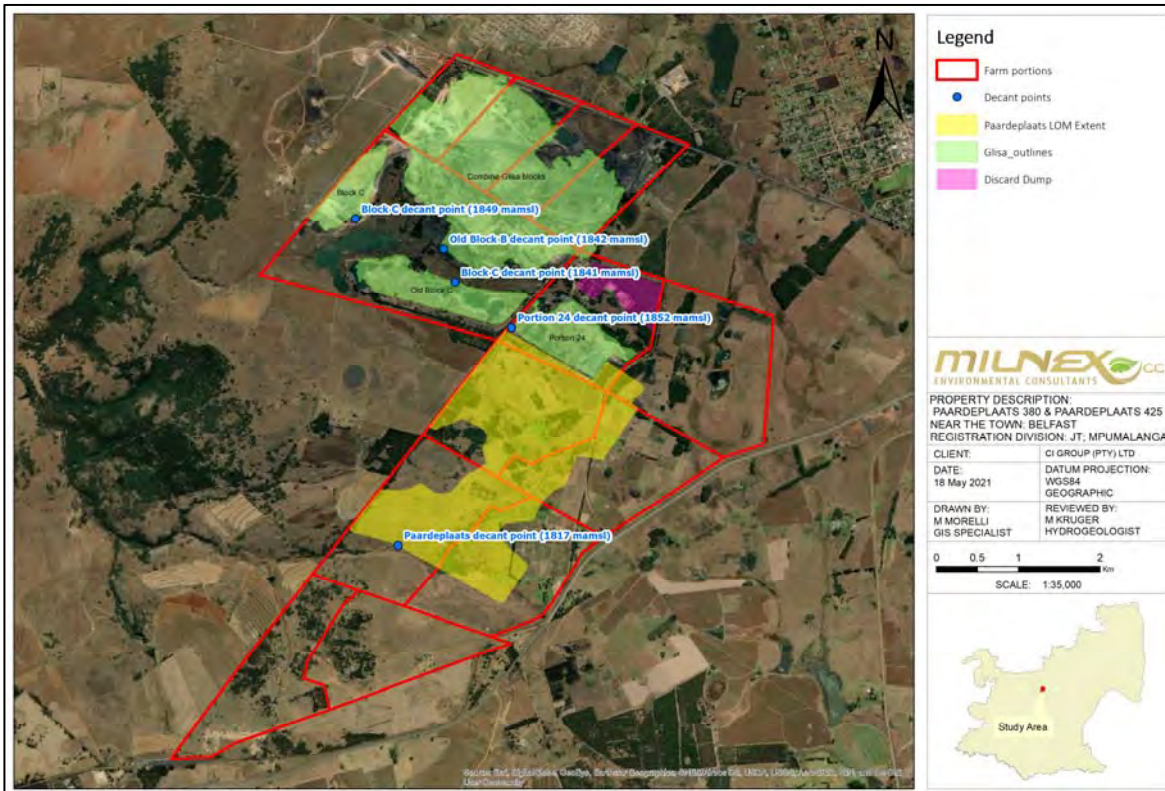 Block C
Combine Glisa blocks
Block C decant point (1849 mamsl)
Old Block B decant point (1842 mamsl)
Block C decant point (1841 mamsl)
Old Block
Portion 24 decant point (1852 mamsl)
Portion 24
Paardeplaats decant point (1817 mamsl)
N
Legend
Farm portions
Decant points
Paardeplaats LOM Extent
Glisa_outlines
Discard Dump
MILNEX CC
ENVIRONMENTAL CONSULTANTS
PROPERTY DESCRIPTION:
PAARDEPLAATS 380 & PAARDEPLAATS 425
NEAR THE TOWN: BELFAST
REGISTRATION DIVISION: JT; MPUMALANGA
CLIENT: CI GROUP (PTY) LTD
DATE:
18 May 2021
DATUM PROJECTION:
WGS84
GEOGRAPHIC
DRAWN BY:
M MORELLI
GIS SPECIALIST
REVIEWED BY:
M KRUGER
HYDROGEOLOGIST
0 0.5 1 2
Km
SCALE: 1:35,000
Study Area